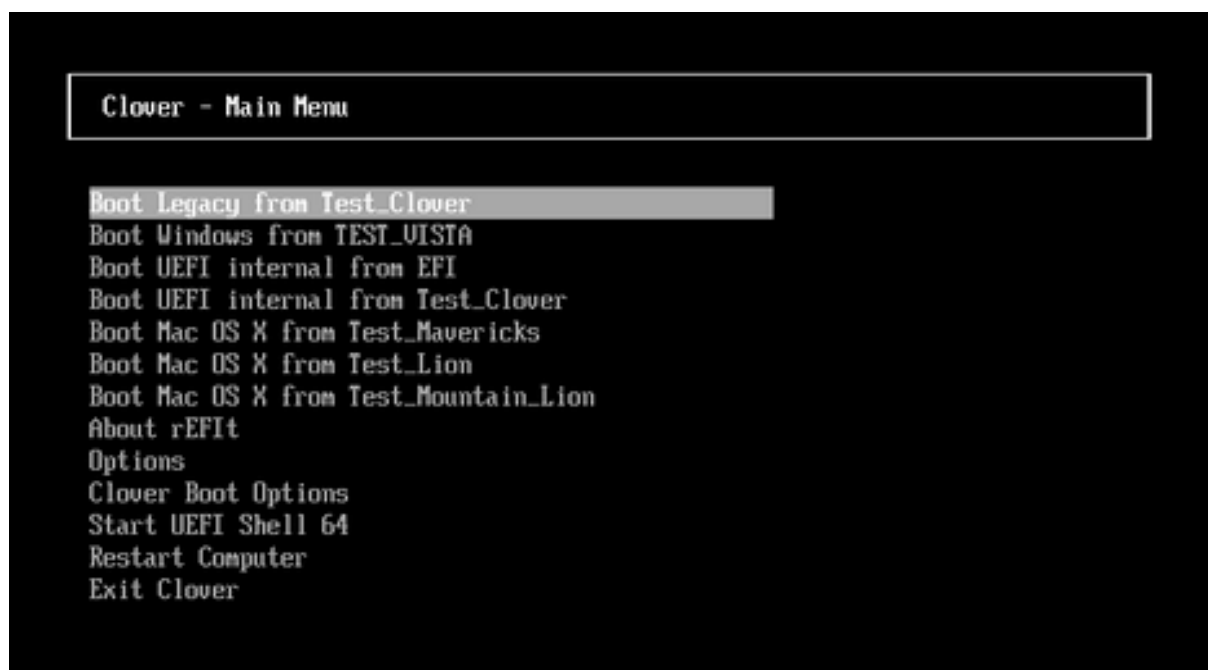 Clover - Main Menu
Boot Legacy from Test_Clover
Boot Windows from TEST_VISTA
Boot UEFI internal from EFI
Boot UEFI internal from Test_Clover
Boot Mac OS X from Test_Mavericks
Boot Mac OS X from Test_Lion
Boot Mac OS X from Test_Mountain_Lion
About rEFIt
Options
Clover Boot Options
Start UEFI Shell 64
Restart Computer
Exit Clover